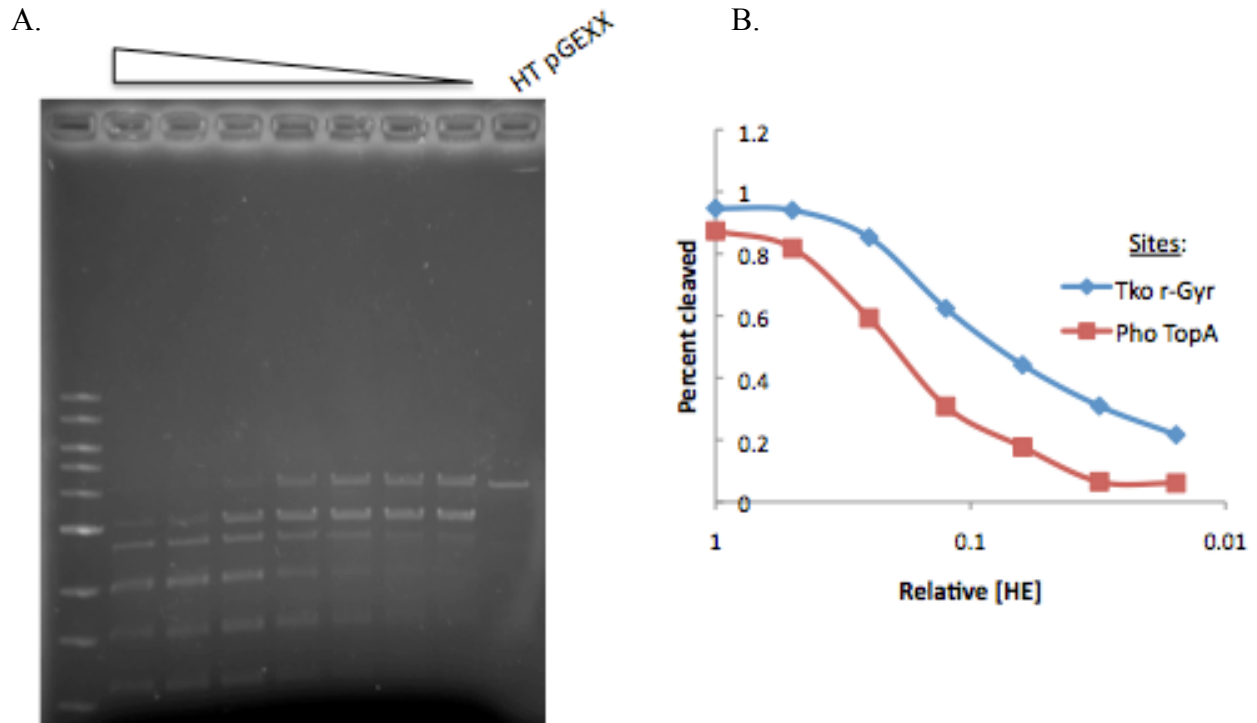 A.
HT pGEXX
B.
1.2
1
0.8
0.6
0.4
0.2
0
Percent cleaved
1
0.1
0.01
Relative [HE]
Sites:
Tko r-Gyr
Pho TopA